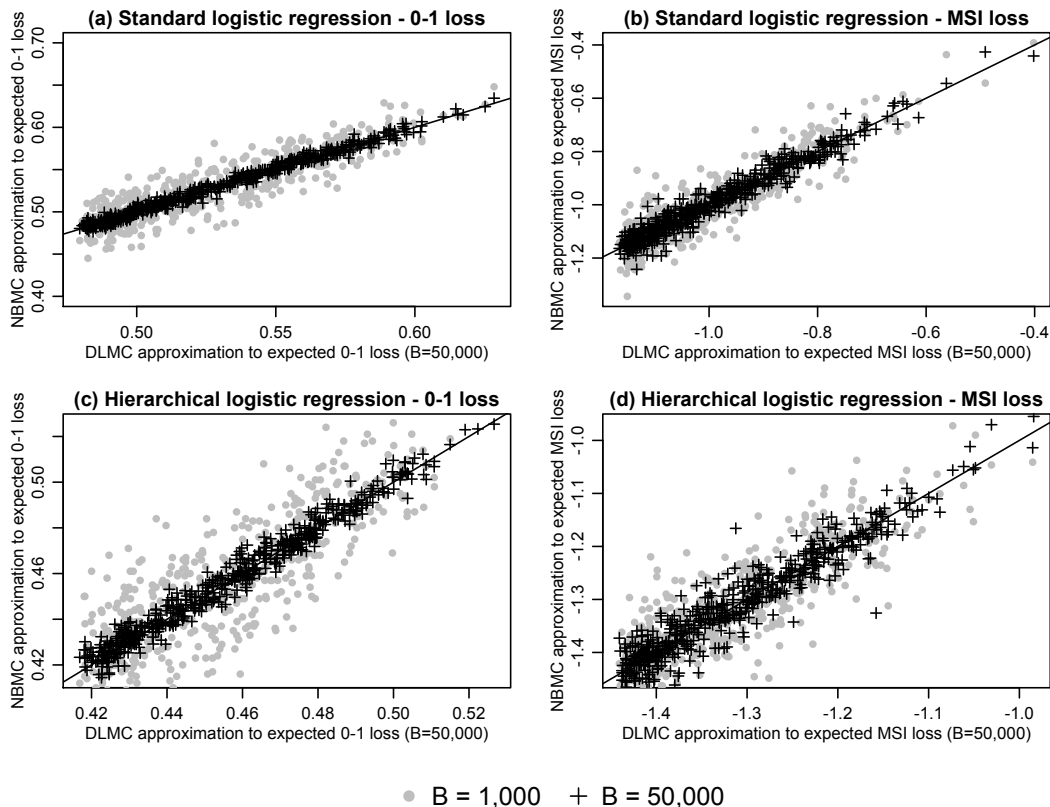 (a) Standard logistic regression - 0-1 loss
NBMC approximation to expected 0-1 loss
0.70
0.60
0.50
0.40
0.50 0.55 0.60
DLMC approximation to expected 0-1 loss (B=50,000)
(b) Standard logistic regression - MSI loss
NBMC approximation to expected MSI loss
-0.4
-0.6
-0.8
-1.0
-1.2
-1.0 -0.8 -0.6 -0.4
DLMC approximation to expected MSI loss (B=50,000)
(c) Hierarchical logistic regression - 0-1 loss
NBMC approximation to expected 0-1 loss
0.50
0.46
0.42
0.42 0.44 0.46 0.48 0.50 0.52
DLMC approximation to expected 0-1 loss (B=50,000)
(d) Hierarchical logistic regression - MSI loss
NBMC approximation to expected MSI loss
-1.0
-1.1
-1.2
-1.3
-1.4
-1.4 -1.3 -1.2 -1.1 -1.0
DLMC approximation to expected MSI loss (B=50,000)
B = 1,000 + B = 50,000